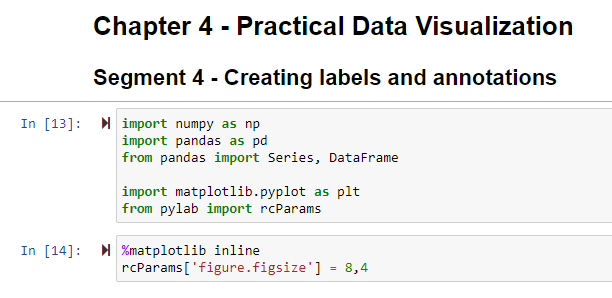 Chapter 4 - Practical Data Visualization
Segment 4 - Creating labels and annotations
In [13]: import numpy as np
import pandas as pd
from pandas import Series, DataFrame
import matplotlib.pyplot as plt
from pylab import rcParams
In [14]: %matplotlib inline
rcParams['figure.figsize'] = 8,4